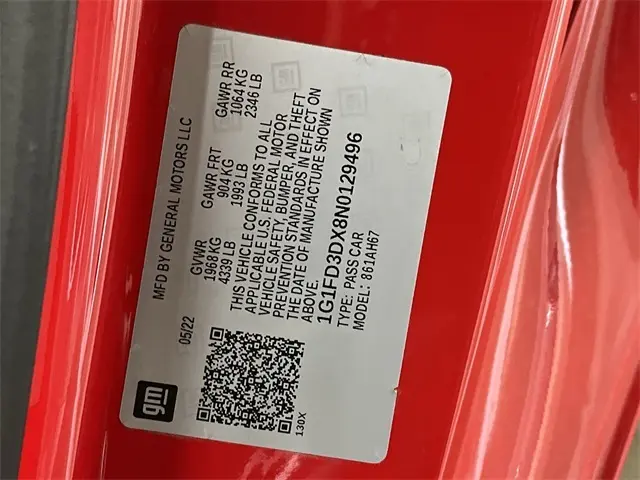 gm
05/22
MFD BY GENERAL MOTORS LLC
GVWR GAWR FRT GAWR RR
1968 KG 904 KG 1064 KG
4339 LB 1993 LB 2346 LB
THIS VEHICLE CONFORMS TO ALL
APPLICABLE U.S. FEDERAL MOTOR
VEHICLE SAFETY, BUMPER, AND THEFT
PREVENTION STANDARDS IN EFFECT ON
THE DATE OF MANUFACTURE SHOWN
ABOVE.
1G1FD3DX8N0129496
TYPE: PASS CAR
MODEL: 861AH67
130X